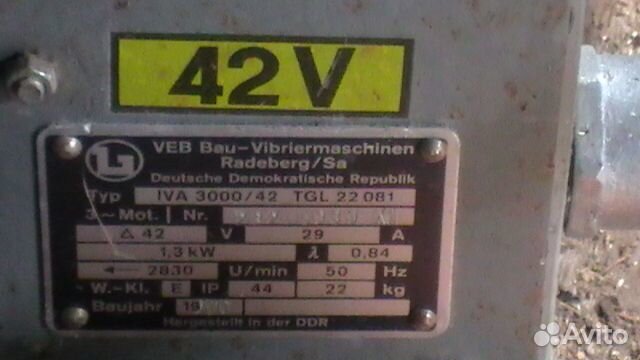 42V
VEB Bau-Vibriermaschinen
Radeberg/Sa
Deutsche Demokratische Republik
Typ IVA 3000/42 TGL 22081
3~Mot. Nr.
△ 42 V 29 A
1,3 kW λ 0,84
← 2830 U/min 50 Hz
W.-Kl. E IP 44 22 kg
Baujahr 19
Hergestellt in der DDR
Avito